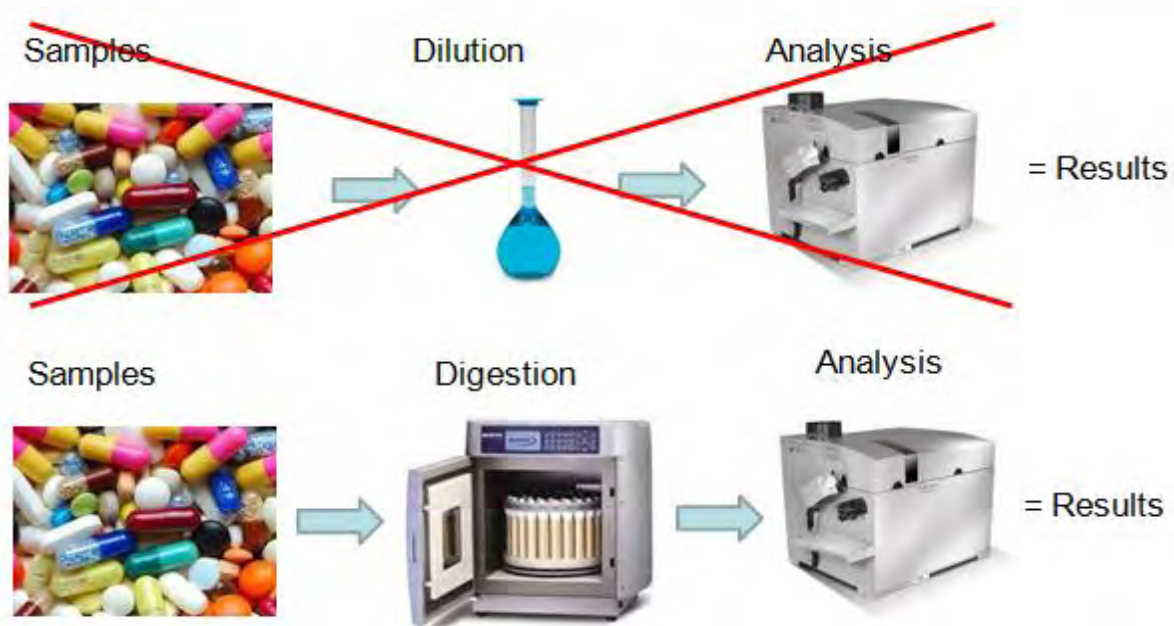 Samples
Dilution
Analysis
= Results
Samples
Digestion
Analysis
= Results